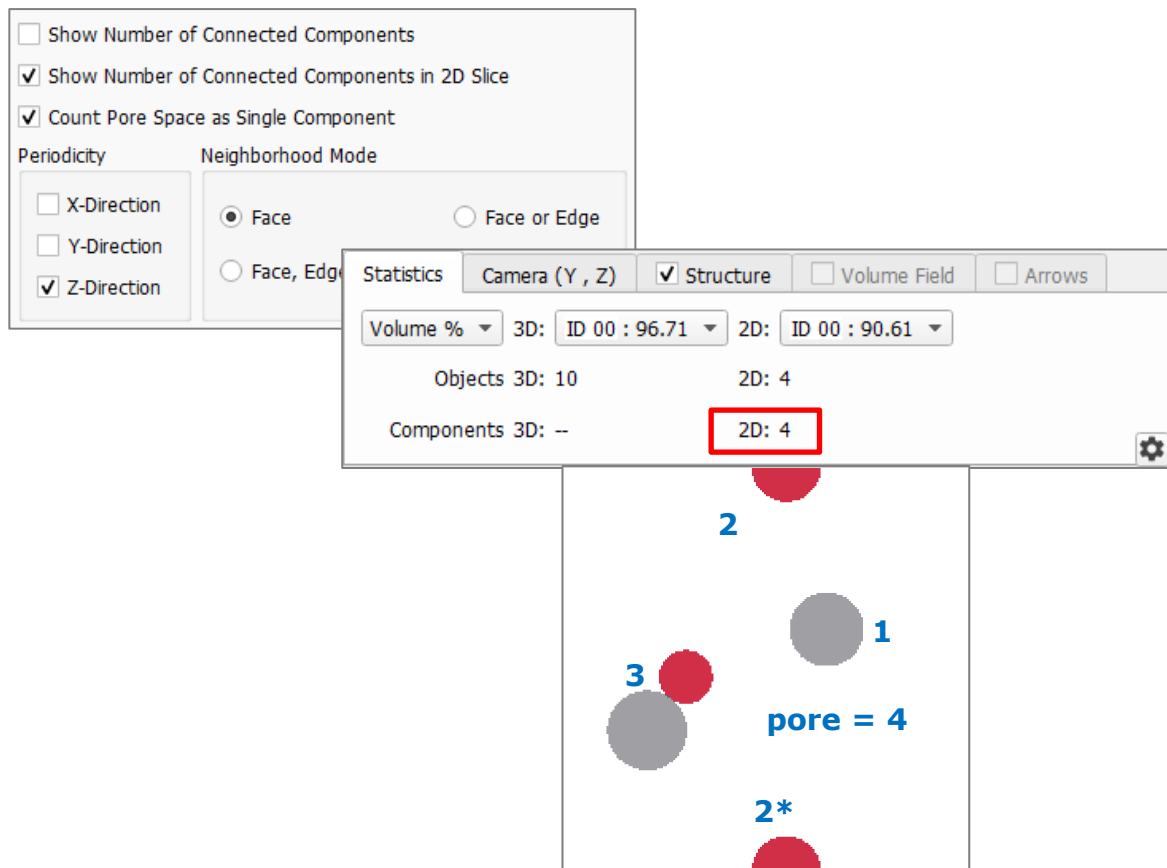 Show Number of Connected Components
Show Number of Connected Components in 2D Slice
Count Pore Space as Single Component
Periodicity
Neighborhood Mode
X-Direction
Y-Direction
Z-Direction
Face
Face or Edge
Face, Edge
Statistics
Camera (Y , Z)
Structure
Volume Field
Arrows
Volume % 3D: ID 00 : 96.71 2D: ID 00 : 90.61
Objects 3D: 10 2D: 4
Components 3D: -- 2D: 4
2
1
3
pore = 4
2*